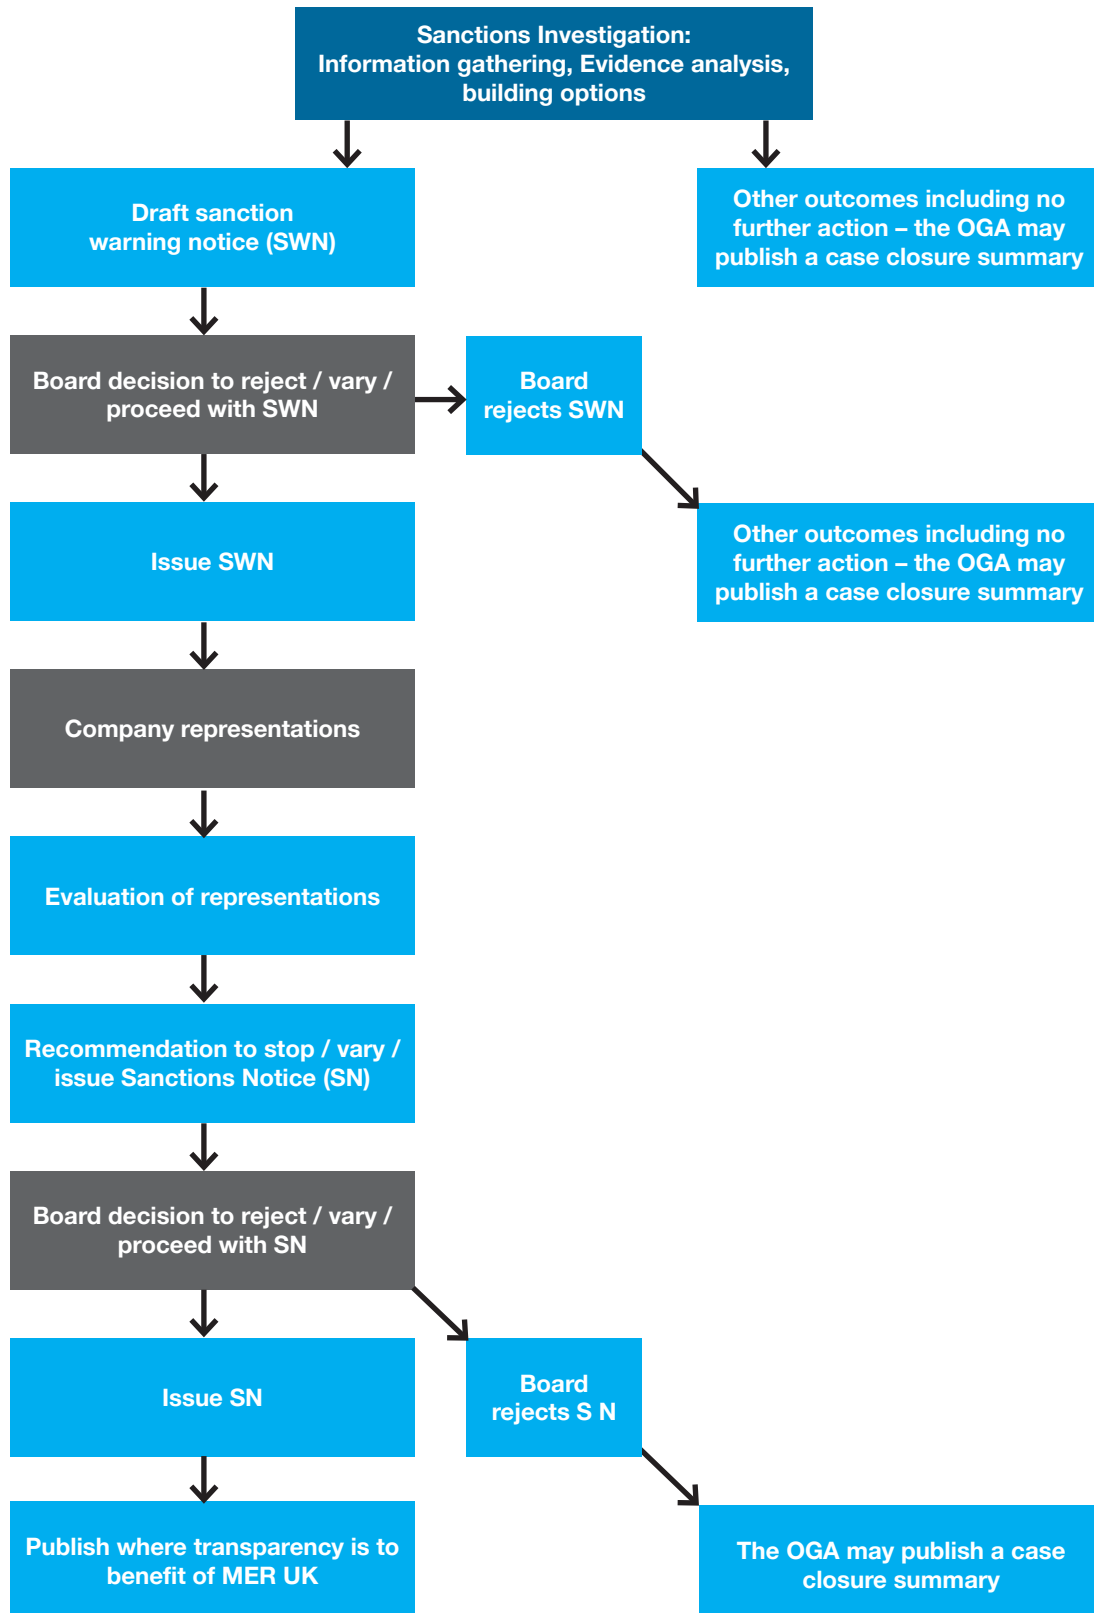 Sanctions Investigation:
Information gathering, Evidence analysis,
building options
Draft sanction
warning notice (SWN)
Other outcomes including no
further action – the OGA may
publish a case closure summary
Board decision to reject / vary /
proceed with SWN
Board
rejects SWN
Issue SWN
Other outcomes including no
further action – the OGA may
publish a case closure summary
Company representations
Evaluation of representations
Recommendation to stop / vary /
issue Sanctions Notice (SN)
Board decision to reject / vary /
proceed with SN
Issue SN
Board
rejects S N
Publish where transparency is to
benefit of MER UK
The OGA may publish a case
closure summary